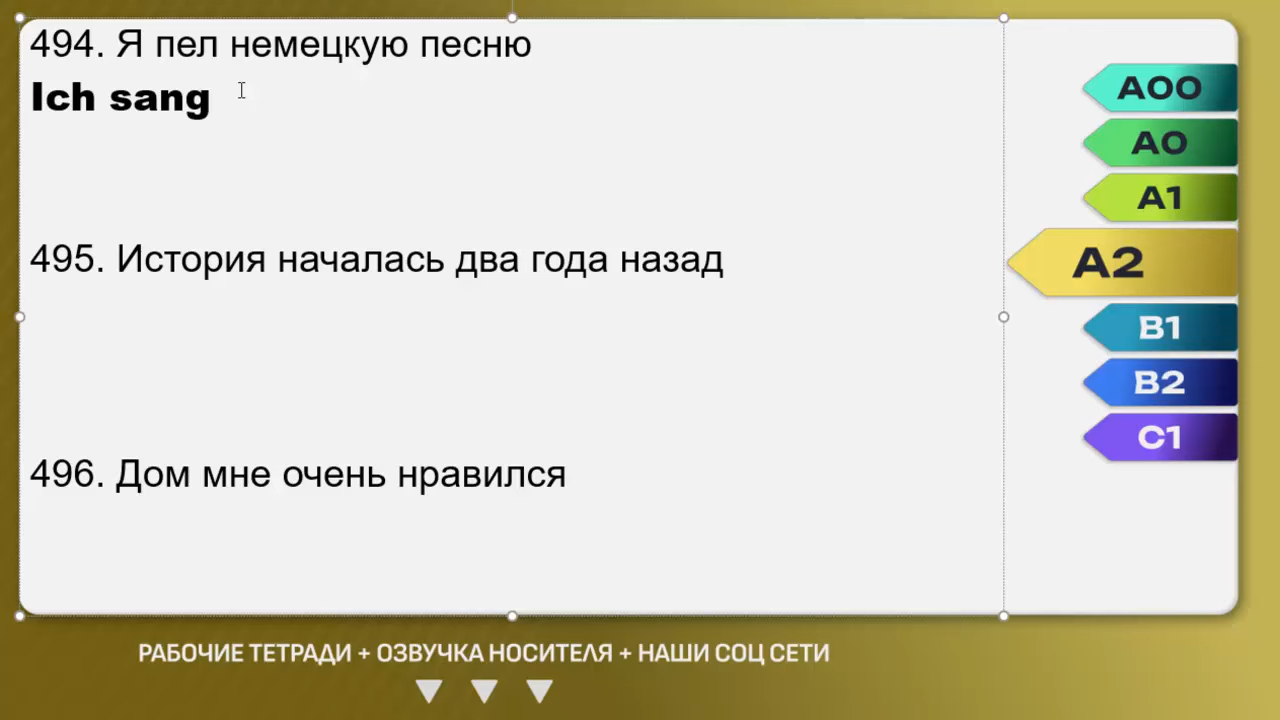 494. Я пел немецкую песню
Ich sang
495. История началась два года назад
496. Дом мне очень нравился
A00
A0
A1
A2
B1
B2
C1
РАБОЧИЕ ТЕТРАДИ + ОЗВУЧКА НОСИТЕЛЯ + НАШИ СОЦ СЕТИ